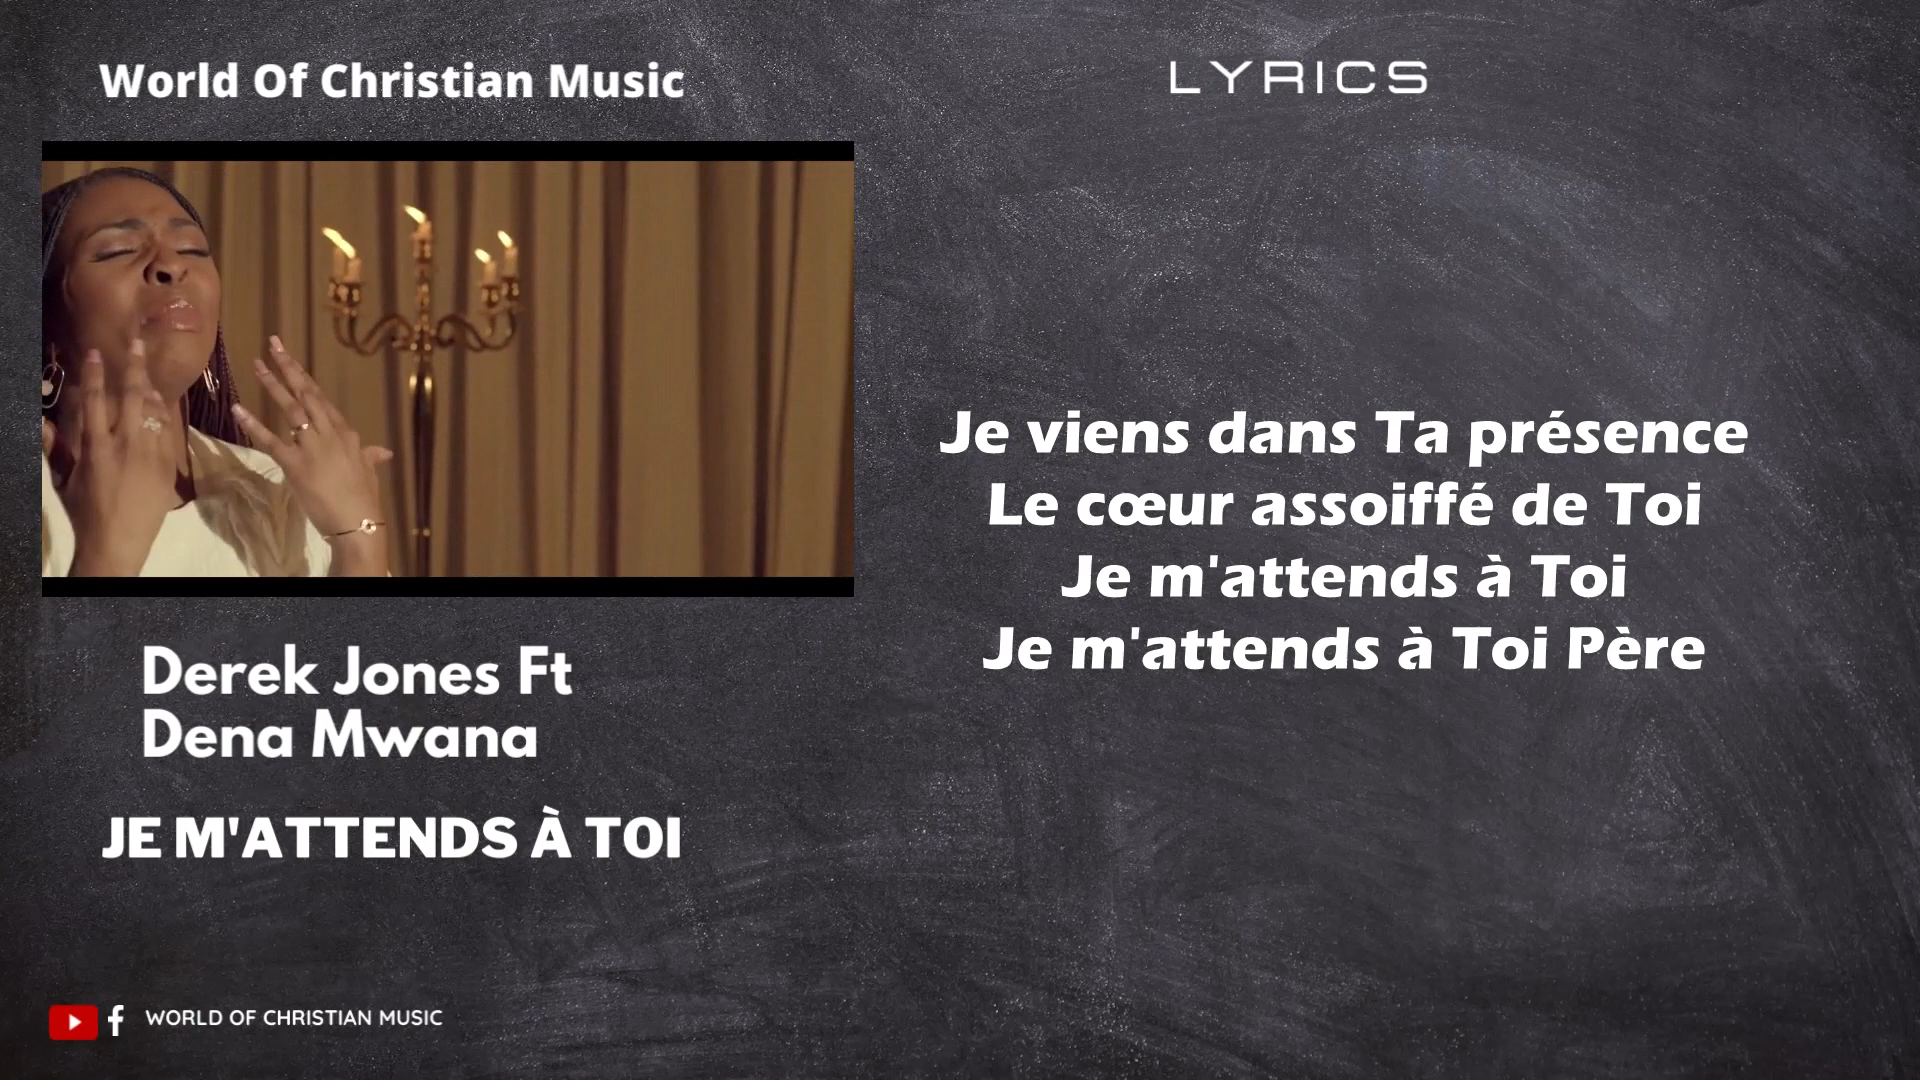 World Of Christian Music
LYRICS
Je viens dans Ta présence
Le cœur assoiffé de Toi
Je m'attends à Toi
Je m'attends à Toi Père
Derek Jones Ft
Dena Mwana
JE M'ATTENDS À TOI
WORLD OF CHRISTIAN MUSIC